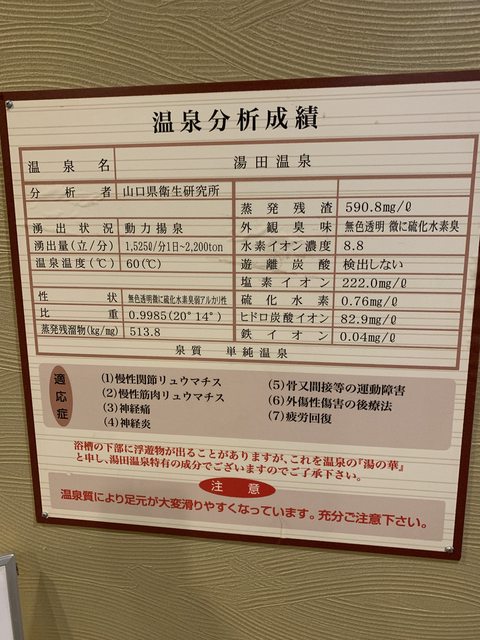 温泉分析成績
温泉名 湯田温泉
分析者 山口県衛生研究所
蒸発残渣 590.8mg/ℓ
湧出状況 動力揚泉
外観臭味 無色透明 微に硫化水素臭
湧出量(立/分) 1,525ℓ/分1日~2,200ton
水素イオン濃度 8.8
温泉温度(℃) 60(℃)
遊離炭酸 検出しない
塩素イオン 222.0mg/ℓ
性状 無色透明微に硫化水素臭弱アルカリ性
硫化水素 0.76mg/ℓ
比重 0.9985(20°14°)
ヒドロ炭酸イオン 82.9mg/ℓ
蒸発残溜物(kg/mg) 513.8
鉄イオン 0.04mg/ℓ
泉質 単純温泉
適応症
(1)慢性関節リュウマチス
(2)慢性筋肉リュウマチス
(3)神経痛
(4)神経炎
(5)骨又間接等の運動障害
(6)外傷性傷害の後療法
(7)疲労回復
浴槽の下部に浮遊物が出ることがありますが、これを温泉の『湯の華』
と申し、湯田温泉特有の成分でございますのでご了承下さい。
注意
温泉質により足元が大変滑りやすくなっています。充分ご注意下さい。